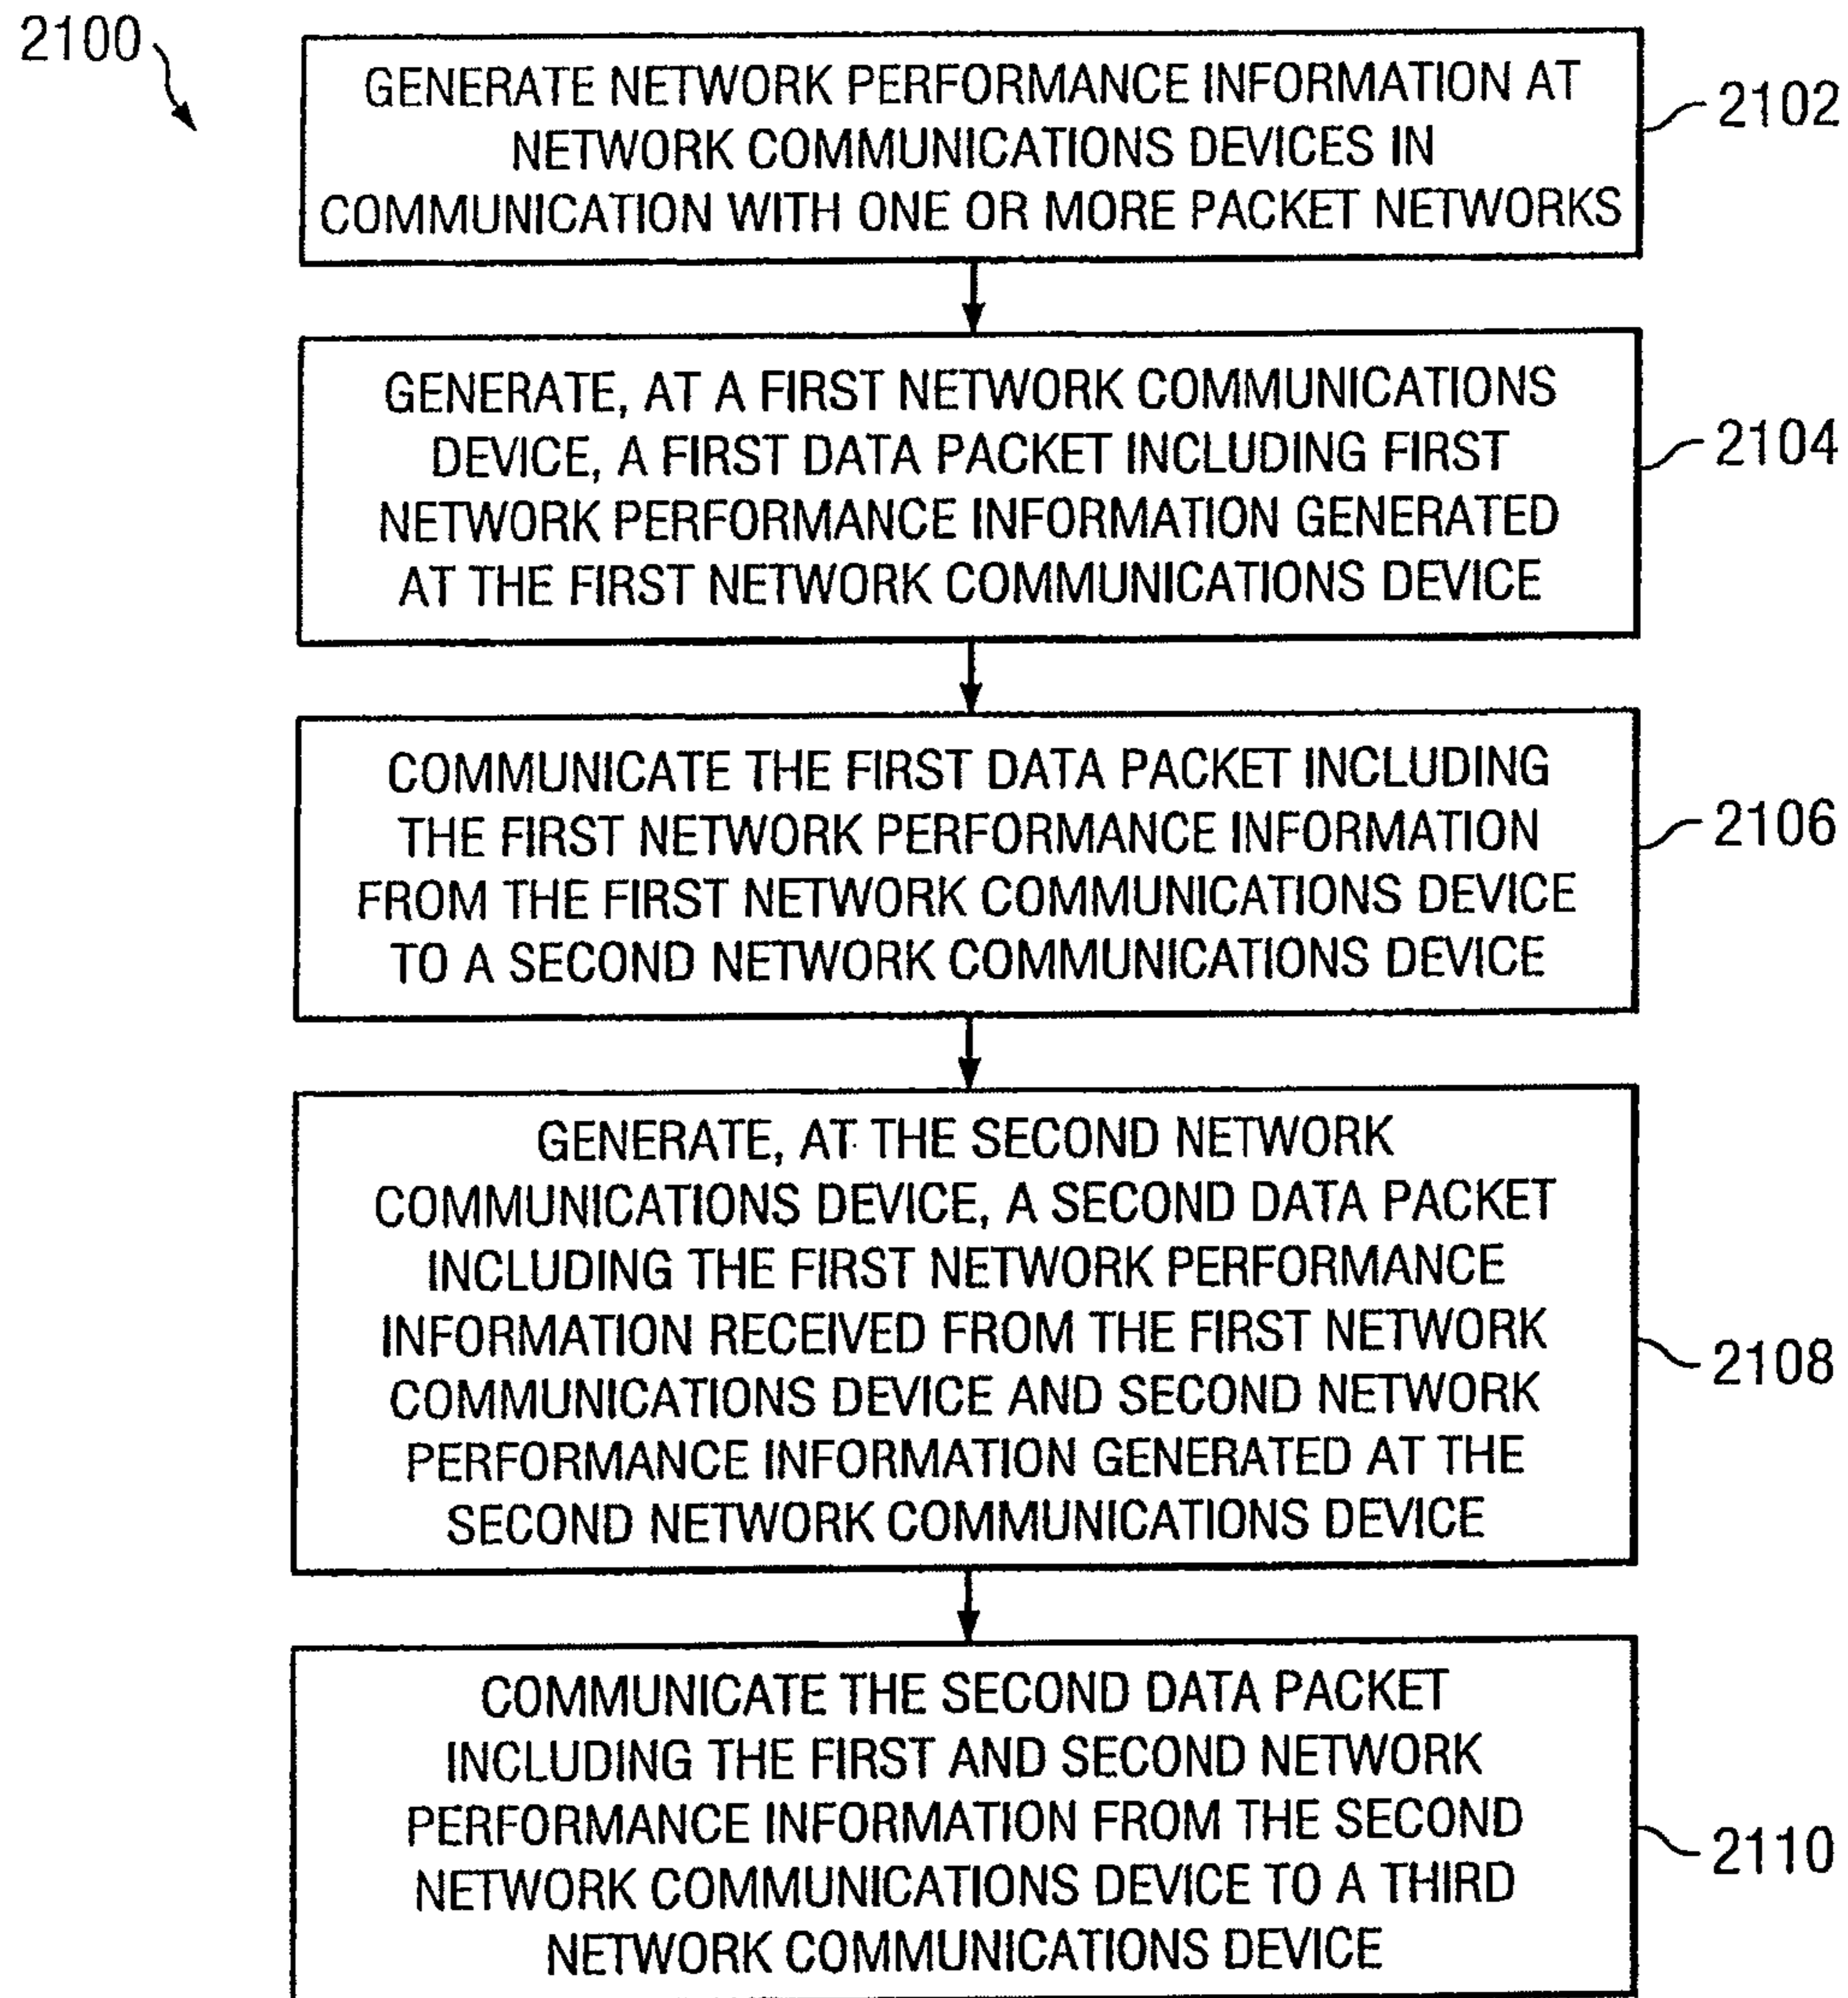 2100
GENERATE NETWORK PERFORMANCE INFORMATION AT
NETWORK COMMUNICATIONS DEVICES IN
COMMUNICATION WITH ONE OR MORE PACKET NETWORKS
2102
GENERATE, AT A FIRST NETWORK COMMUNICATIONS
DEVICE, A FIRST DATA PACKET INCLUDING FIRST
NETWORK PERFORMANCE INFORMATION GENERATED
AT THE FIRST NETWORK COMMUNICATIONS DEVICE
2104
COMMUNICATE THE FIRST DATA PACKET INCLUDING
THE FIRST NETWORK PERFORMANCE INFORMATION
FROM THE FIRST NETWORK COMMUNICATIONS DEVICE
TO A SECOND NETWORK COMMUNICATIONS DEVICE
2106
GENERATE, AT THE SECOND NETWORK
COMMUNICATIONS DEVICE, A SECOND DATA PACKET
INCLUDING THE FIRST NETWORK PERFORMANCE
INFORMATION RECEIVED FROM THE FIRST NETWORK
COMMUNICATIONS DEVICE AND SECOND NETWORK
PERFORMANCE INFORMATION GENERATED AT THE
SECOND NETWORK COMMUNICATIONS DEVICE
2108
COMMUNICATE THE SECOND DATA PACKET
INCLUDING THE FIRST AND SECOND NETWORK
PERFORMANCE INFORMATION FROM THE SECOND
NETWORK COMMUNICATIONS DEVICE TO A THIRD
NETWORK COMMUNICATIONS DEVICE
2110